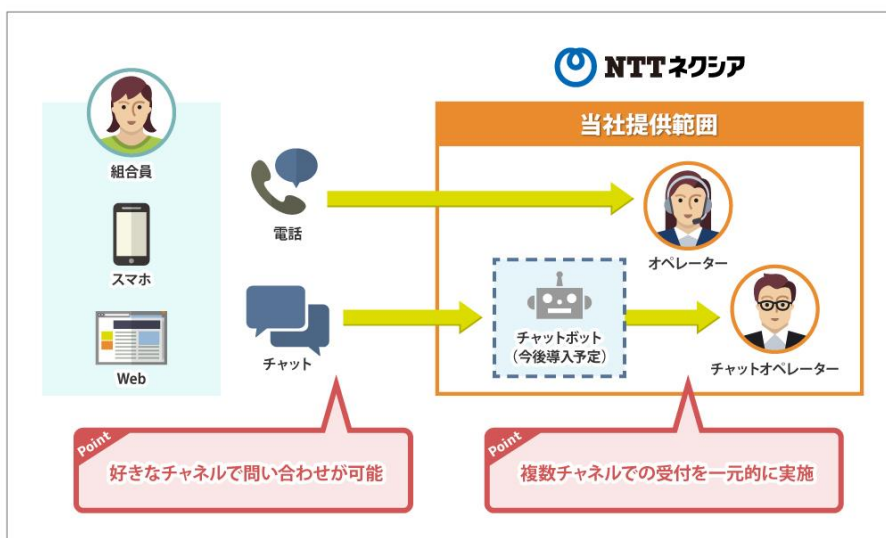 NTTネクシア
当社提供範囲
組合員
スマホ
Web
電話
チャット
オペレーター
チャットボット
（今後導入予定）
チャットオペレーター
Point
好きなチャネルで問い合わせが可能
Point
複数チャネルでの受付を一元的に実施